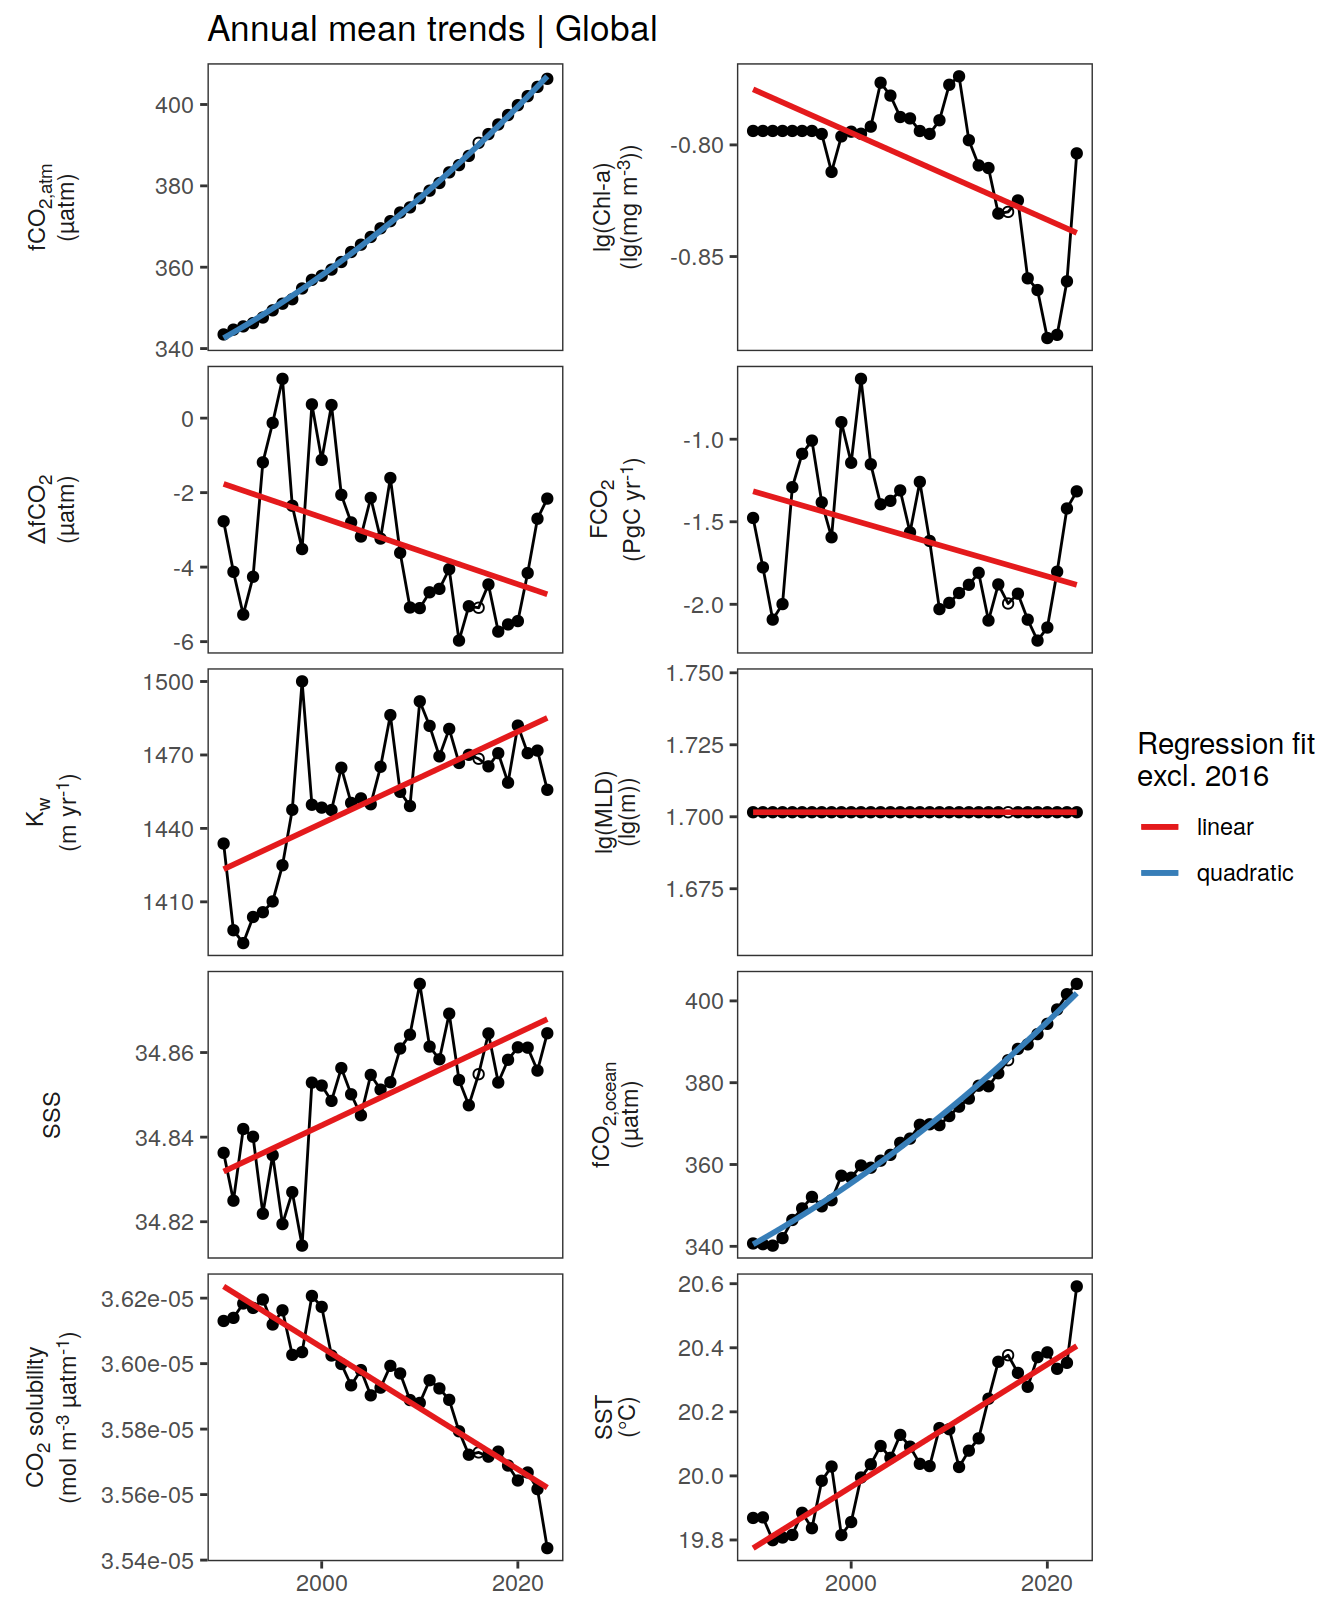 Annual mean trends | Global
fCO2,atm
(µatm)
400
380
360
340
lg(Chl-a)
(lg(mg m-3))
-0.80
-0.85
ΔfCO2
(µatm)
0
-2
-4
-6
FCO2
(PgC yr-1)
-1.0
-1.5
-2.0
Kw
(m yr-1)
1500
1470
1440
1410
lg(MLD)
(lg(m))
1.750
1.725
1.700
1.675
SSS
34.86
34.84
34.82
fCO2,ocean
(µatm)
400
380
360
340
CO2 solubility
(mol m-3 µatm-1)
3.62e-05
3.60e-05
3.58e-05
3.56e-05
3.54e-05
SST
(°C)
20.6
20.4
20.2
20.0
19.8
2000 2020
2000 2020
Regression fit
excl. 2016
linear
quadratic